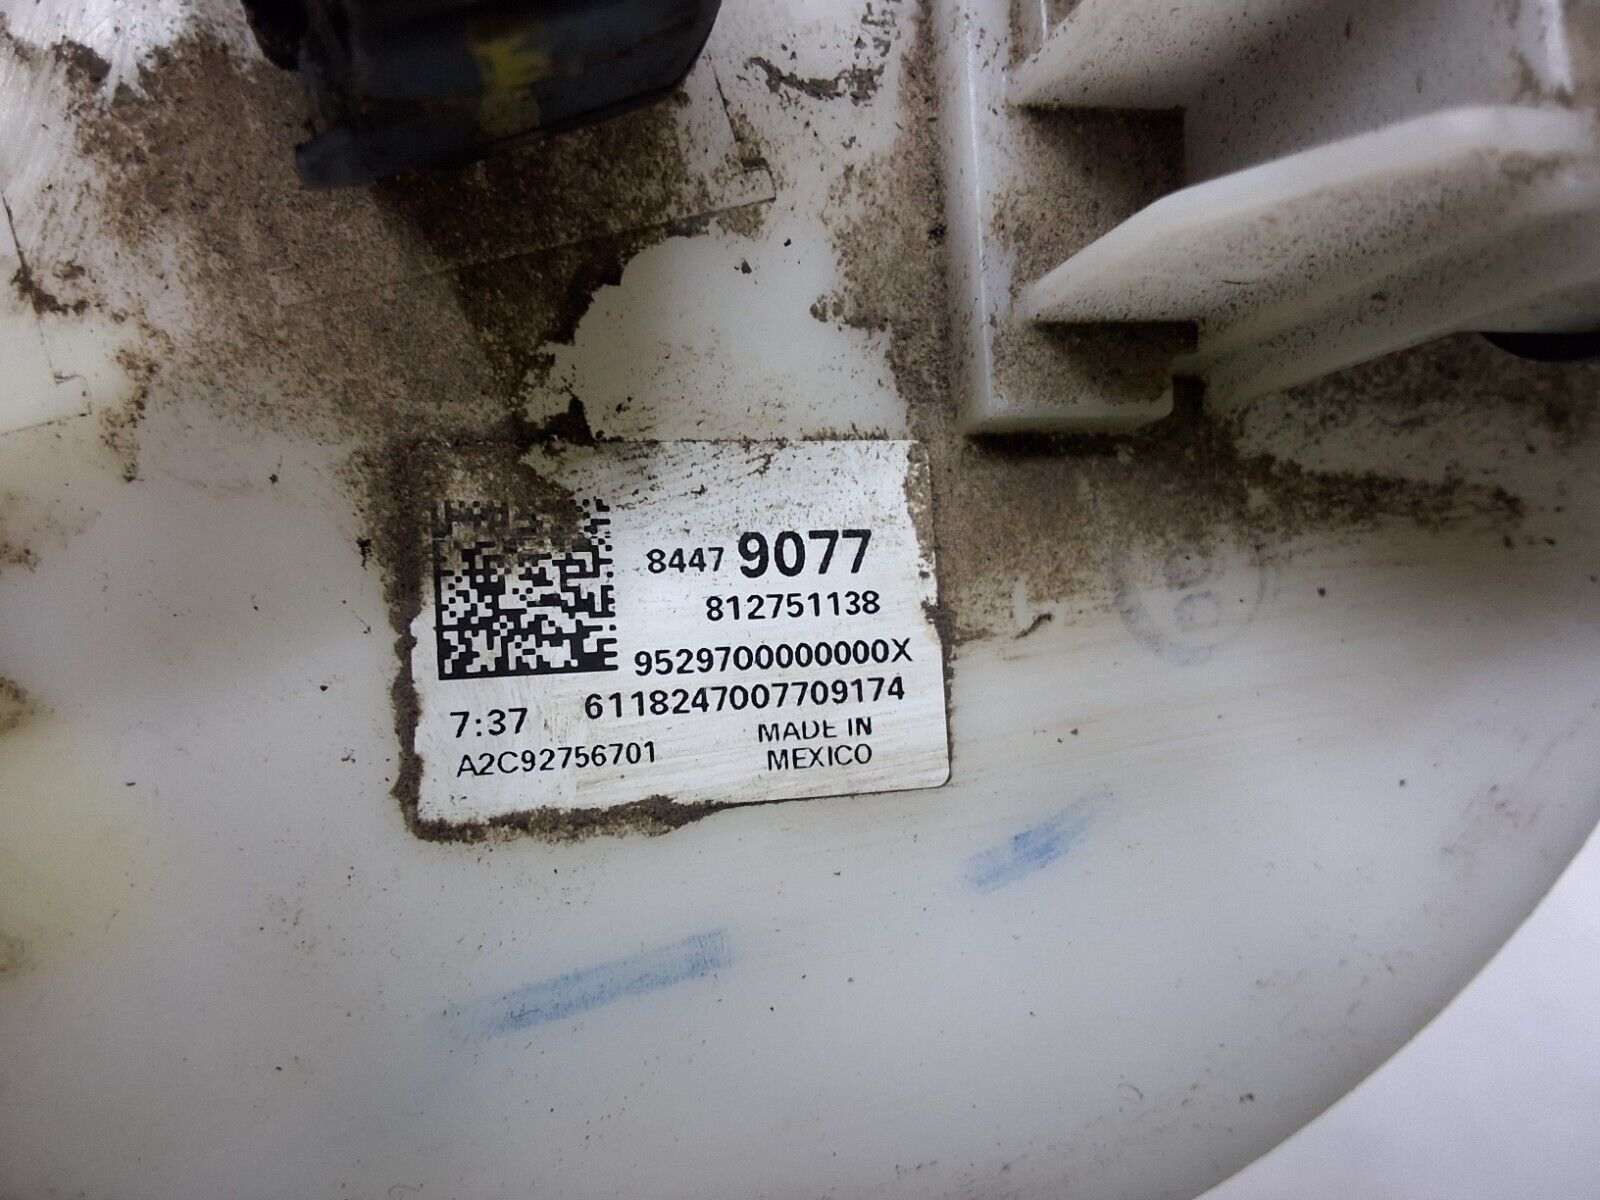 8447 9077
812751138
9529700000000X
6118247007709174
7:37
MADE IN
A2C92756701
MEXICO